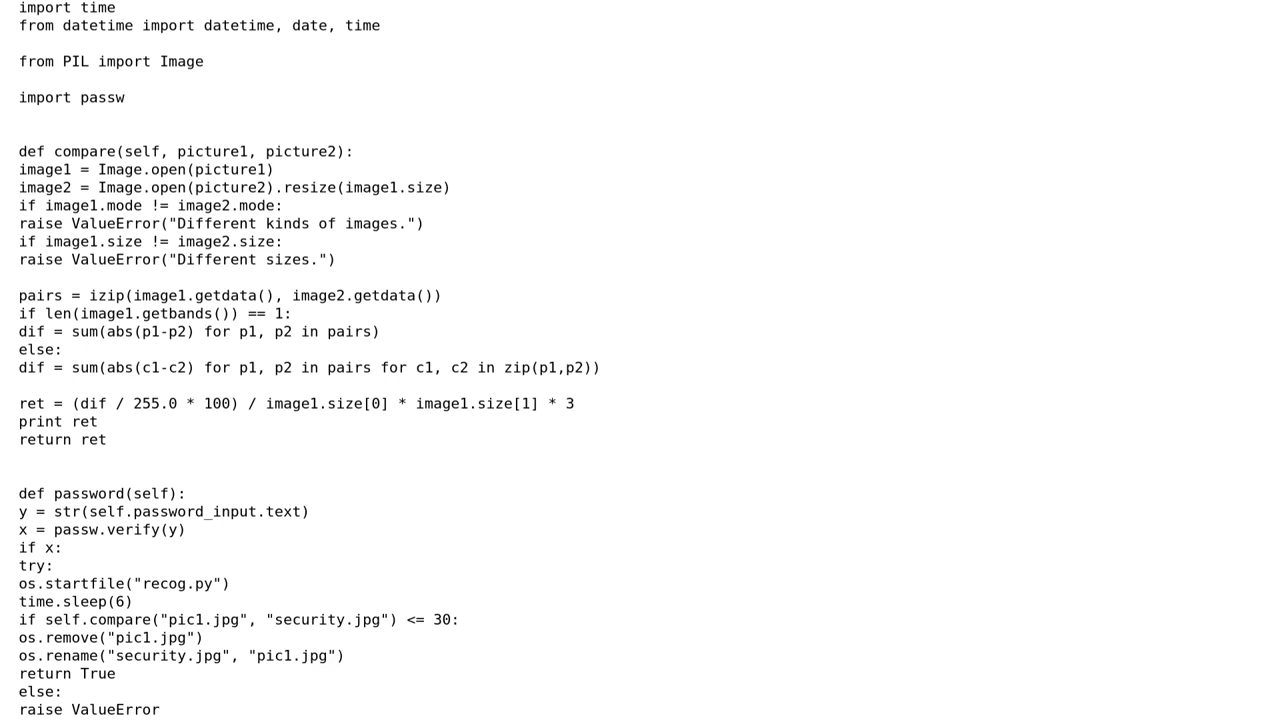 import time
from datetime import datetime, date, time
from PIL import Image
import passw
def compare(self, picture1, picture2):
image1 = Image.open(picture1)
image2 = Image.open(picture2).resize(image1.size)
if image1.mode != image2.mode:
raise ValueError("Different kinds of images.")
if image1.size != image2.size:
raise ValueError("Different sizes.")
pairs = izip(image1.getdata(), image2.getdata())
if len(image1.getbands()) == 1:
dif = sum(abs(p1-p2) for p1, p2 in pairs)
else:
dif = sum(abs(c1-c2) for p1, p2 in pairs for c1, c2 in zip(p1,p2))
ret = (dif / 255.0 * 100) / image1.size[0] * image1.size[1] * 3
print ret
return ret
def password(self):
y = str(self.password_input.text)
x = passw.verify(y)
if x:
try:
os.startfile("recog.py")
time.sleep(6)
if self.compare("pic1.jpg", "security.jpg") <= 30:
os.remove("pic1.jpg")
os.rename("security.jpg", "pic1.jpg")
return True
else:
raise ValueError